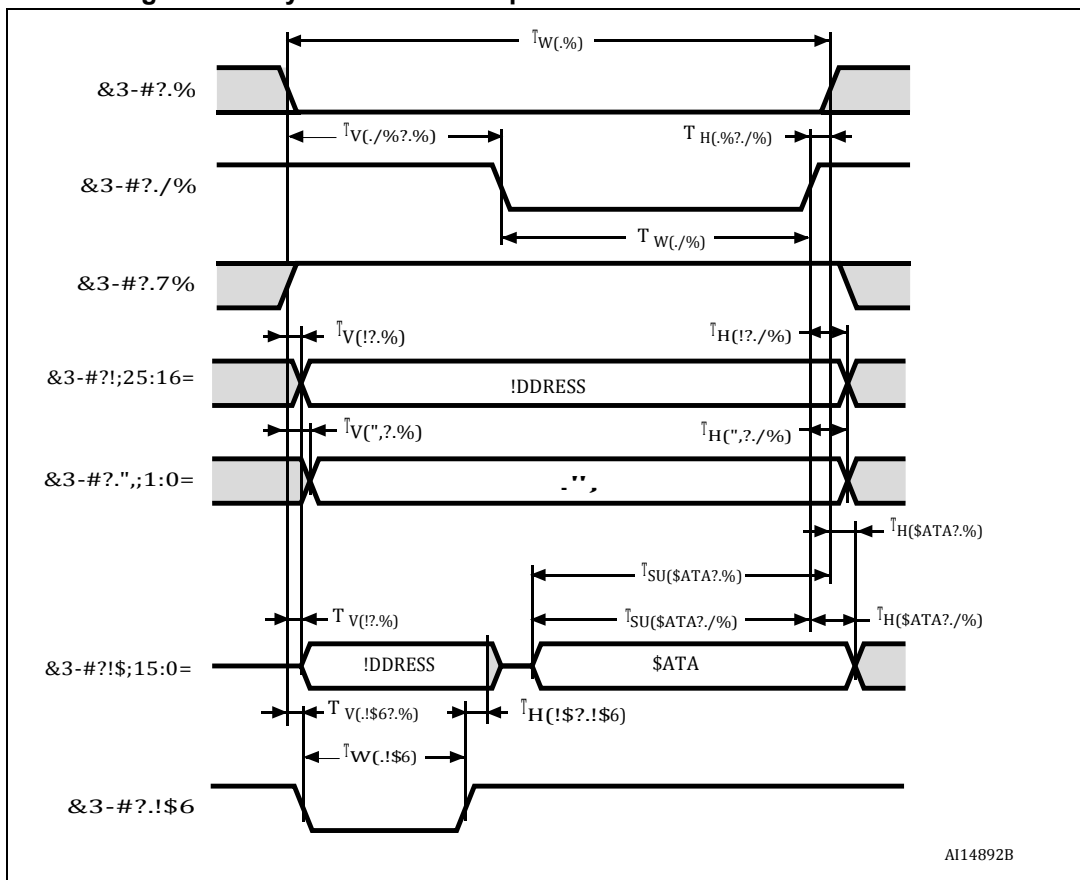 TW(.%)
&3-#?.%
TV(./%?.%)
T H(.%?./%)
&3-#?./%
T W(./%)
&3-#?.7%
TV(!?.%)
TH(!?./%)
&3-#?!;25:16=
!DDRESS
TV(",?.%)
TH(",?./%)
&3-#?.",;1:0=
.",
TH($ATA?.%)
TSU($ATA?.%)
T V(!?.%)
TSU($ATA?./%)
TH($ATA?./%)
&3-#?!$;15:0=
!DDRESS
$ATA
T V(.!$6?.%)
TH(!$?.!$6)
TW(.!$6)
&3-#?.!$6
AI14892B